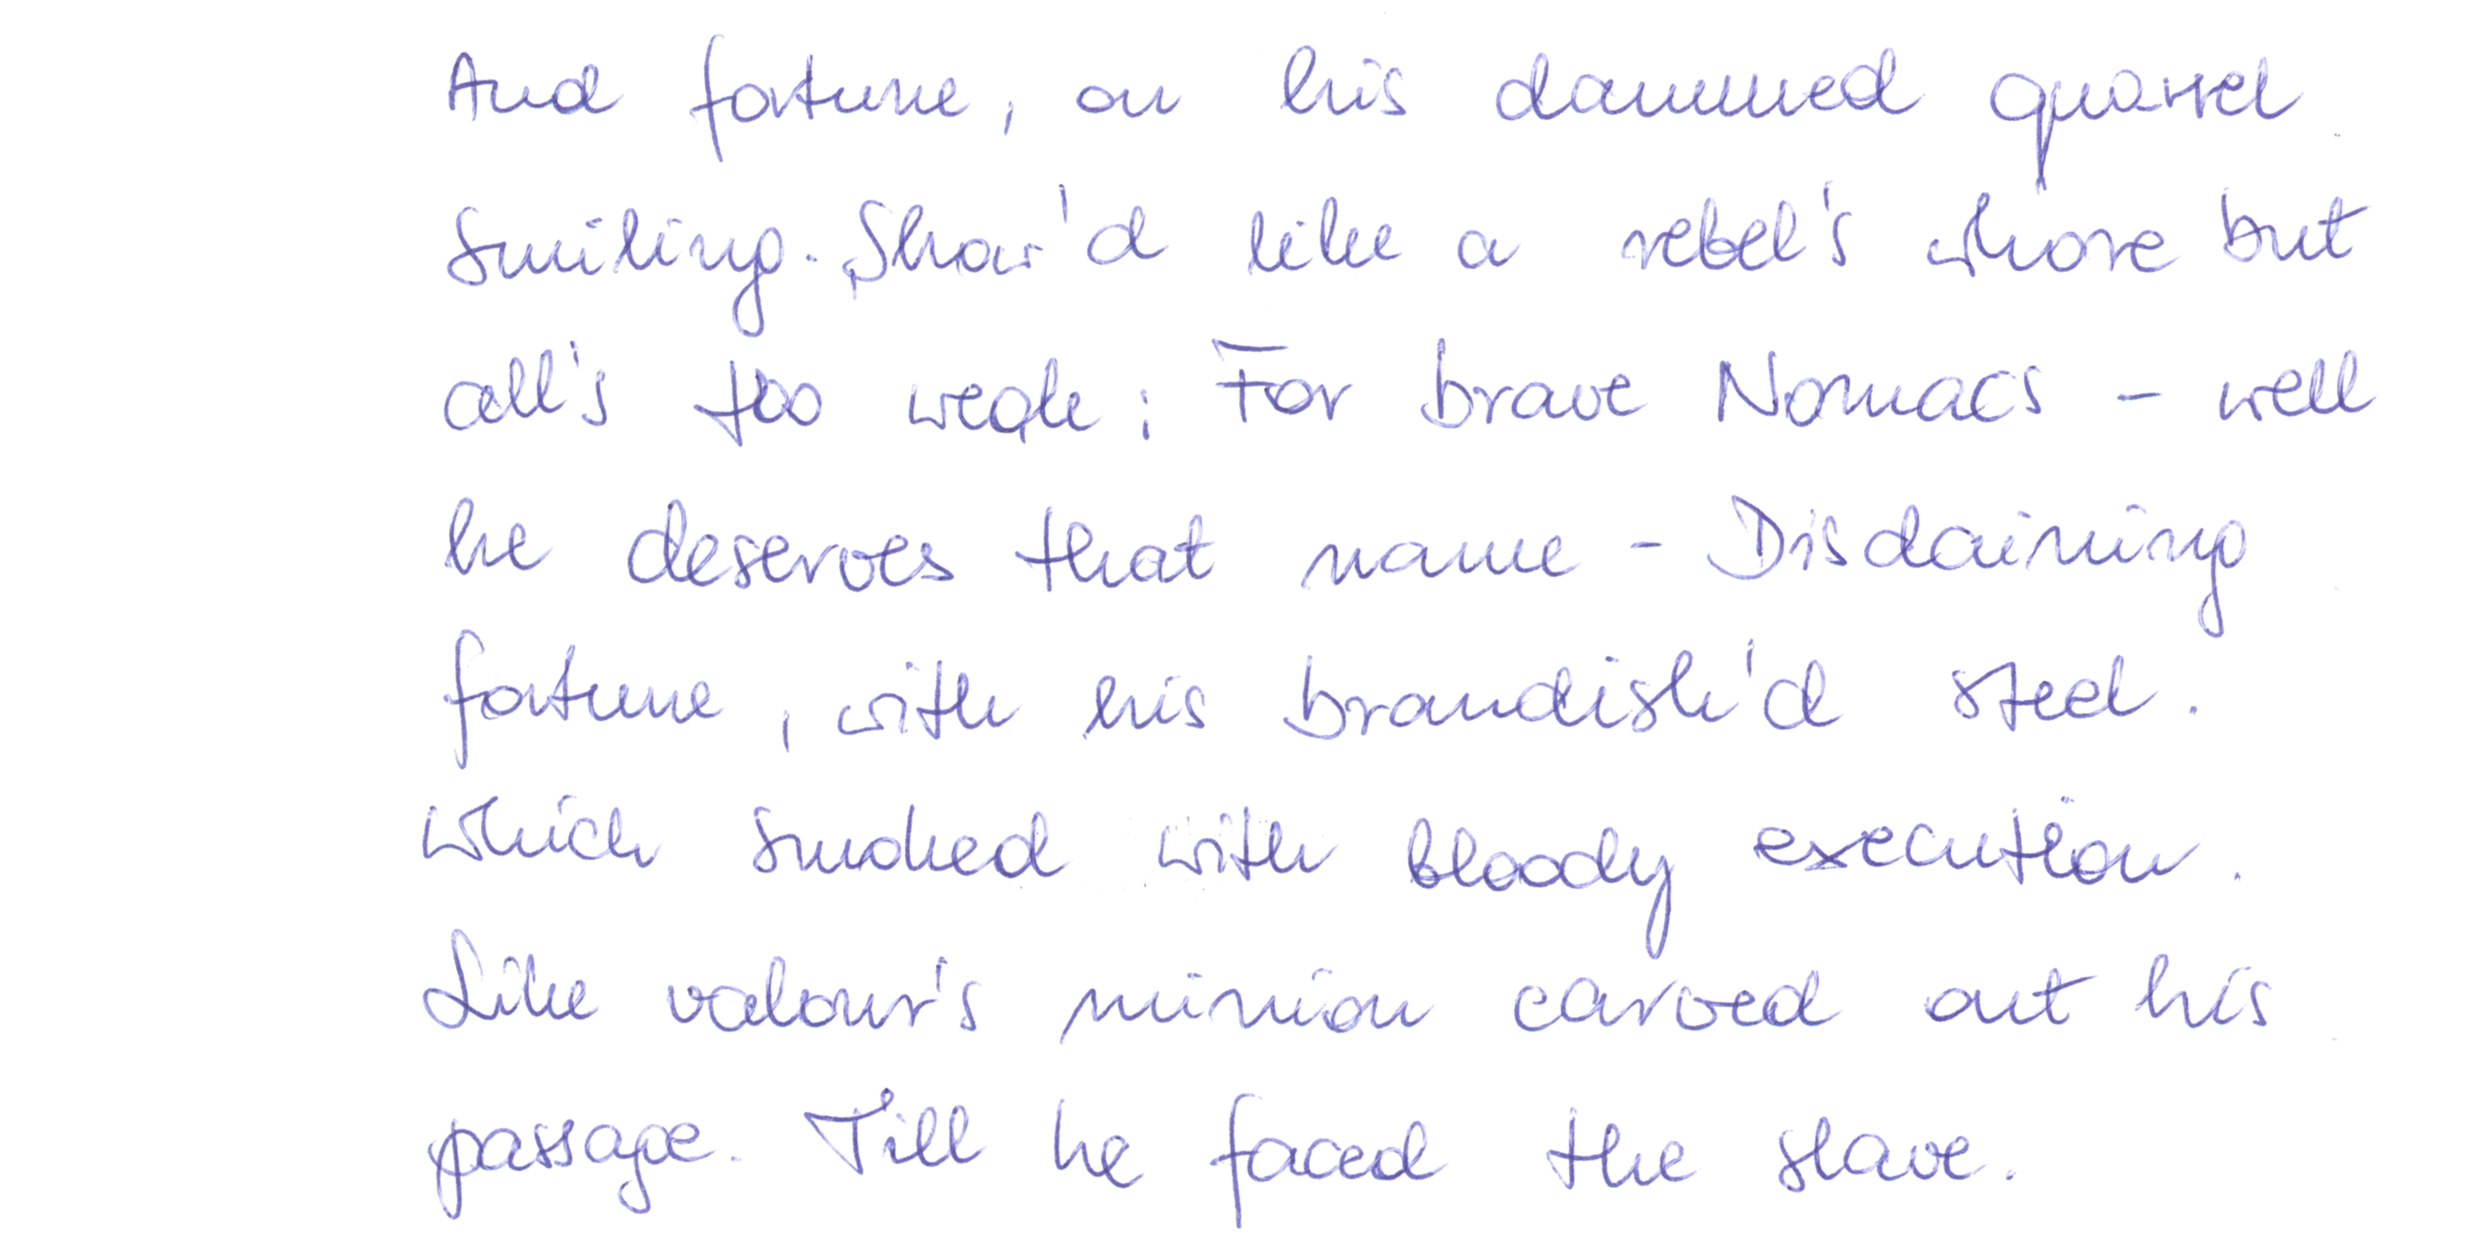 And fortune, on his dammed quarrel
Smiling. Show'd like a rebel's whore but
all's too weak; For brave Nomacs - well
he deserves that name - Disdaining
fortune, with his brandish'd steel.
which smoked with bloody execution.
Like valour's minion carved out his
passage. Till he faced the slave.